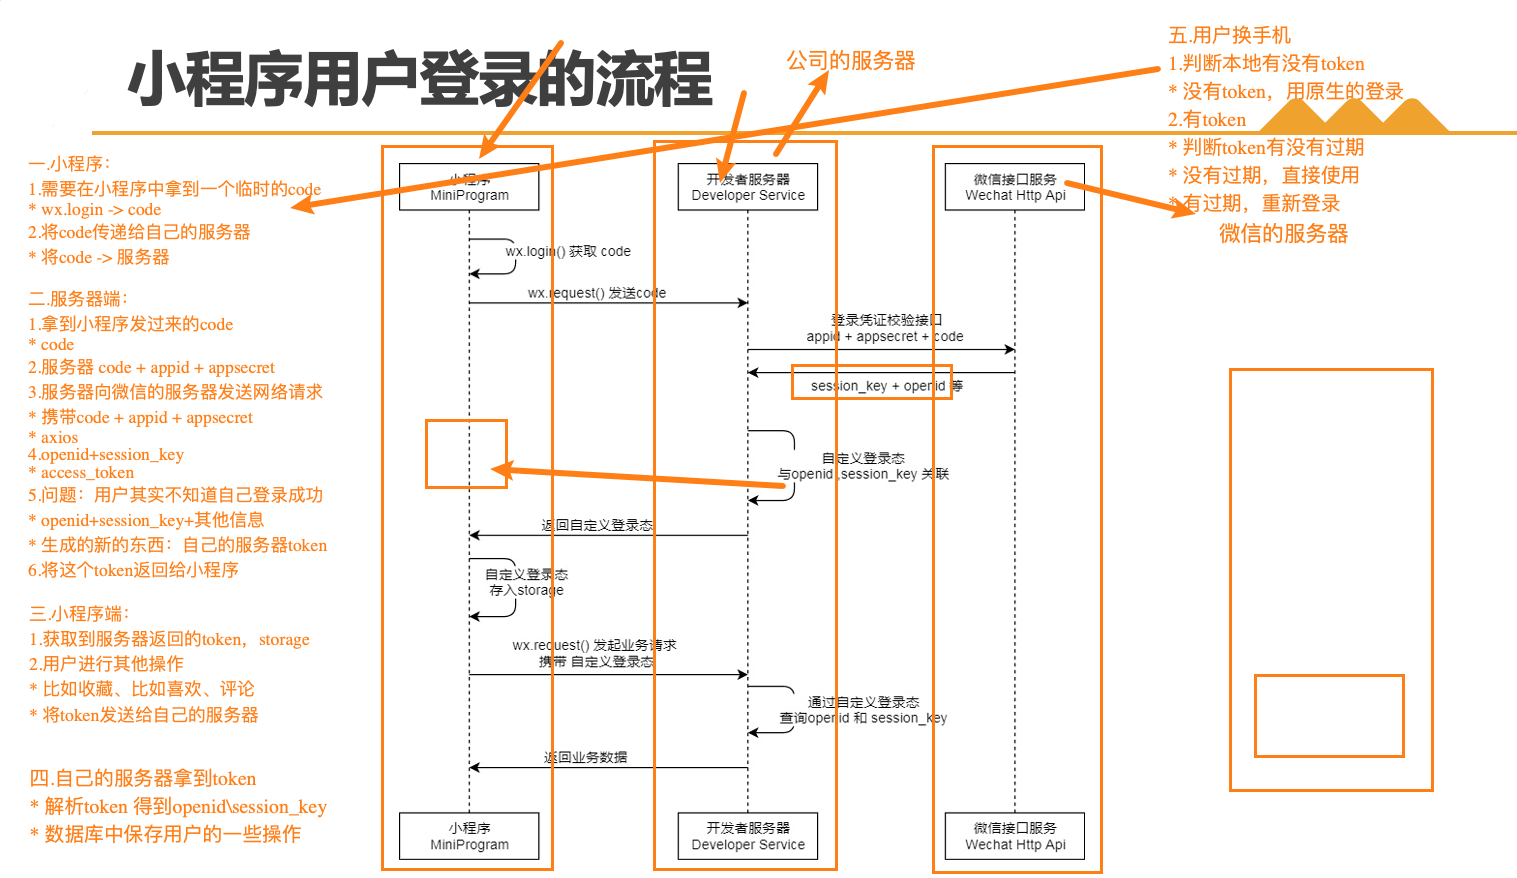 小程序用户登录的流程
公司的服务器
五.用户换手机
1.判断本地有没有token
* 没有token，用原生的登录
2.有token
* 判断token有没有过期
* 没有过期，直接使用
* 有过期，重新登录
微信的服务器
一.小程序：
1.需要在小程序中拿到一个临时的code
* wx.login -> code
2.将code传递给自己的服务器
* 将code -> 服务器
二.服务器端：
1.拿到小程序发过来的code
* code
2.服务器 code + appid + appsecret
3.服务器向微信的服务器发送网络请求
* 携带code + appid + appsecret
* axios
4.openid+session_key
* access_token
5.问题：用户其实不知道自己登录成功
* openid+session_key+其他信息
* 生成的新的东西：自己的服务器token
6.将这个token返回给小程序
三.小程序端：
1.获取到服务器返回的token，storage
2.用户进行其他操作
* 比如收藏、比如喜欢、评论
* 将token发送给自己的服务器
四.自己的服务器拿到token
* 解析token 得到openid\session_key
* 数据库中保存用户的一些操作
小程序
MiniProgram
开发者服务器
Developer Service
微信接口服务
Wechat Http Api
wx.login() 获取 code
wx.request() 发送code
登录凭证校验接口
appid + appsecret + code
session_key + openid 等
自定义登录态
与openid,session_key 关联
返回自定义登录态
自定义登录态
存入storage
wx.request() 发起业务请求
携带 自定义登录态
通过自定义登录态
查询openid 和 session_key
返回业务数据
小程序
MiniProgram
开发者服务器
Developer Service
微信接口服务
Wechat Http Api